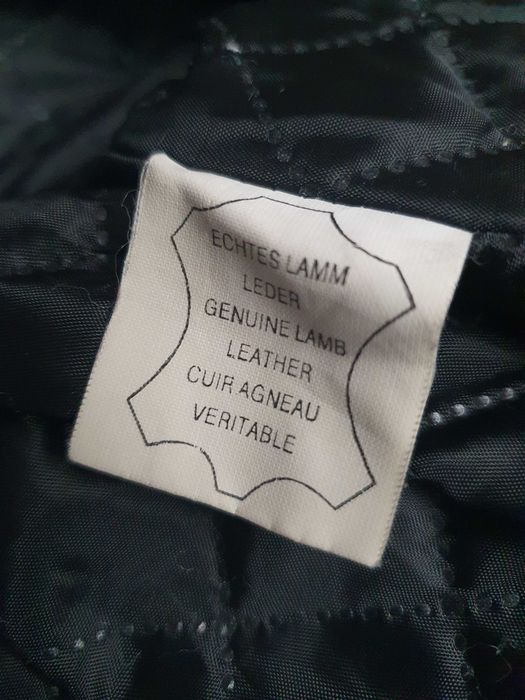 ECHTES LAMM
LEDER
GENUINE LAMB
LEATHER
CUIR AGNEAU
VERITABLE